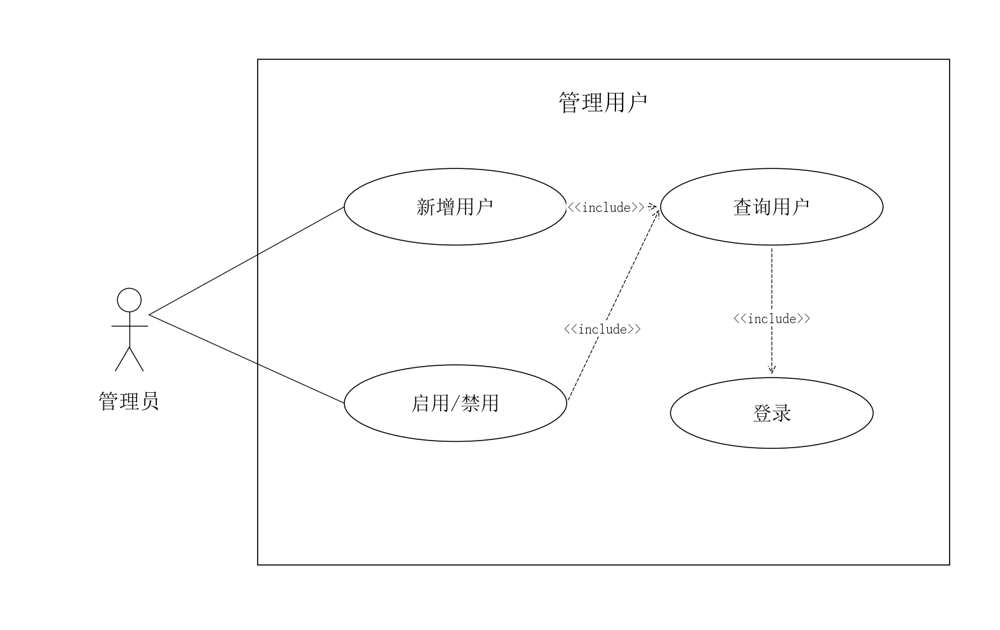 管理用户
新增用户
<<include>>
查询用户
<<include>>
<<include>>
管理员
启用/禁用
登录